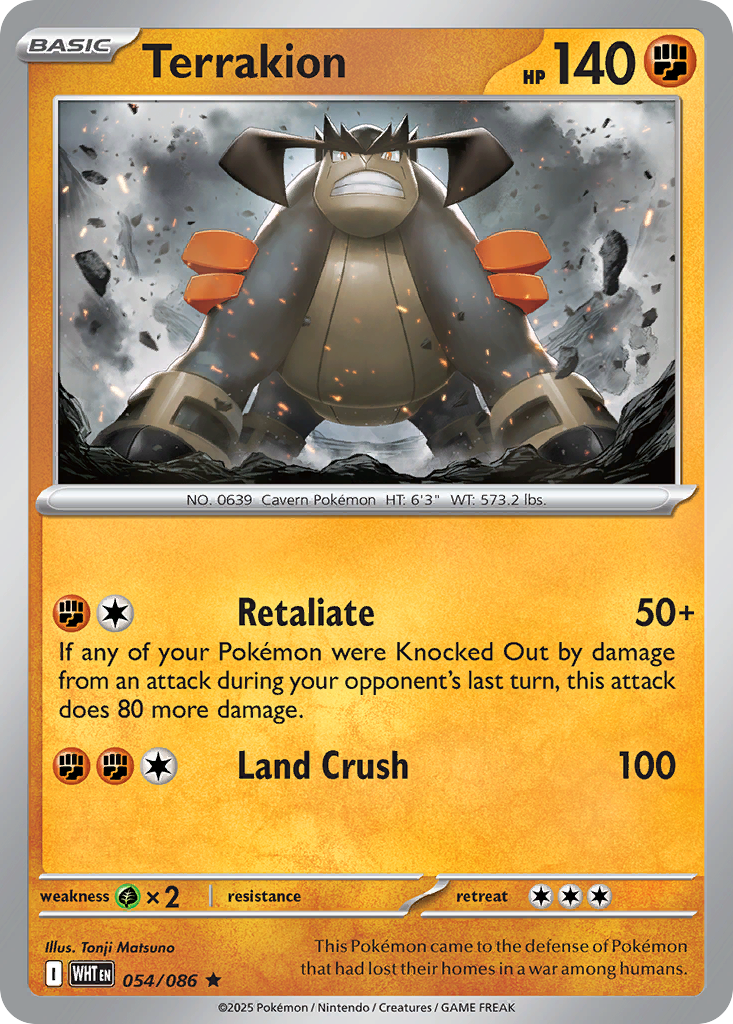 BASIC
Terrakion
HP 140
NO. 0639 Cavern Pokémon HT: 6'3" WT: 573.2 lbs.
Retaliate 50+
If any of your Pokémon were Knocked Out by damage
from an attack during your opponent's last turn, this attack
does 80 more damage.
Land Crush 100
weakness ×2 resistance retreat
Illus. Tonji Matsuno
This Pokémon came to the defense of Pokémon
that had lost their homes in a war among humans.
I WHT EN 054/086 ★
©2025 Pokémon / Nintendo / Creatures / GAME FREAK